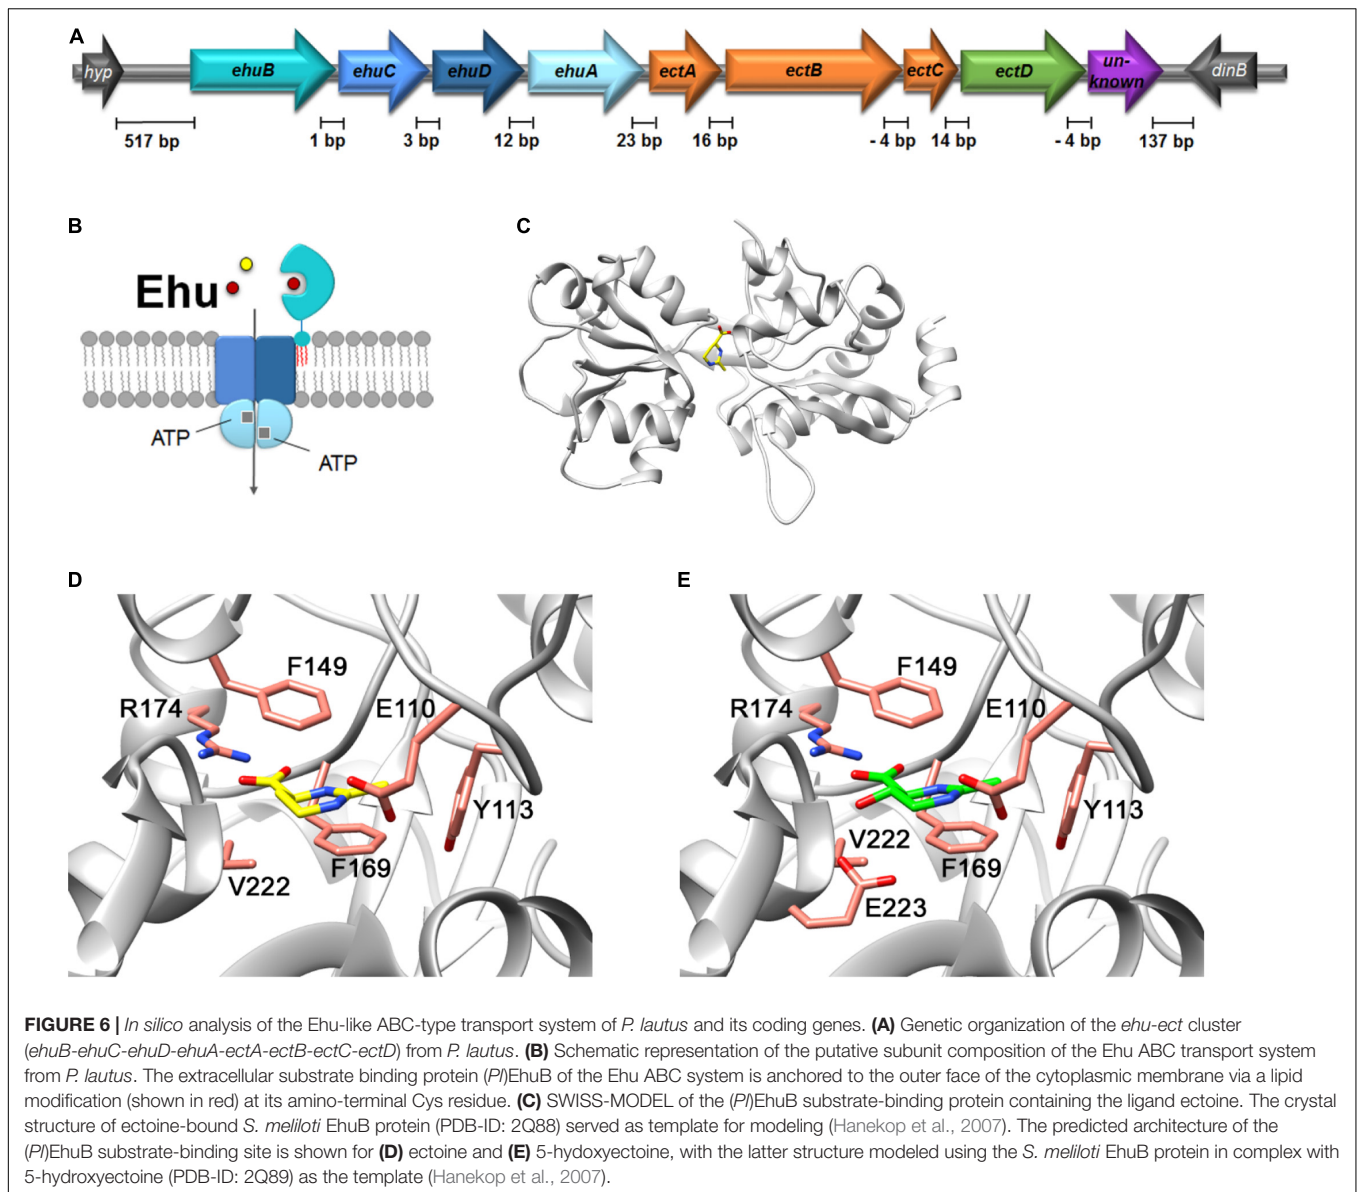 A
hyp ehuB ehuC ehuD ehuA ectA ectB ectC ectD un-known dinB
517 bp 1 bp 3 bp 12 bp 23 bp 16 bp - 4 bp 14 bp - 4 bp 137 bp
B
Ehu
ATP
ATP
C
D
F149
R174
E110
Y113
F169
V222
E
F149
R174
E110
Y113
V222
F169
E223
FIGURE 6 | In silico analysis of the Ehu-like ABC-type transport system of P. lautus and its coding genes. (A) Genetic organization of the ehu-ect cluster
(ehuB-ehuC-ehuD-ehuA-ectA-ectB-ectC-ectD) from P. lautus. (B) Schematic representation of the putative subunit composition of the Ehu ABC transport system
from P. lautus. The extracellular substrate binding protein (Pl)EhuB of the Ehu ABC system is anchored to the outer face of the cytoplasmic membrane via a lipid
modification (shown in red) at its amino-terminal Cys residue. (C) SWISS-MODEL of the (Pl)EhuB substrate-binding protein containing the ligand ectoine. The crystal
structure of ectoine-bound S. meliloti EhuB protein (PDB-ID: 2Q88) served as template for modeling (Hanekop et al., 2007). The predicted architecture of the
(Pl)EhuB substrate-binding site is shown for (D) ectoine and (E) 5-hydoxyectoine, with the latter structure modeled using the S. meliloti EhuB protein in complex with
5-hydroxyectoine (PDB-ID: 2Q89) as the template (Hanekop et al., 2007).